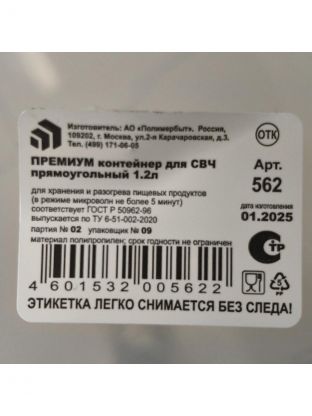 Изготовитель: АО «Полимербыт». Россия,
109202, г. Москва, ул.2-я Карачаровская, д.3.
Тел. (499) 171-06-05
ОТК
ПРЕМИУМ контейнер для СВЧ
прямоугольный 1.2л
Арт.
562
для хранения и разогрева пищевых продуктов
(в режиме микроволн не более 5 минут)
соответствует ГОСТ Р 50962-96
выпускается по ТУ 6-51-002-2020
дата изготовления
01.2025
партия № 02 упаковщик № 09
материал полипропилен; срок годности не ограничен
СТР
4 601532 005622
5
PP
ЭТИКЕТКА ЛЕГКО СНИМАЕТСЯ БЕЗ СЛЕДА!